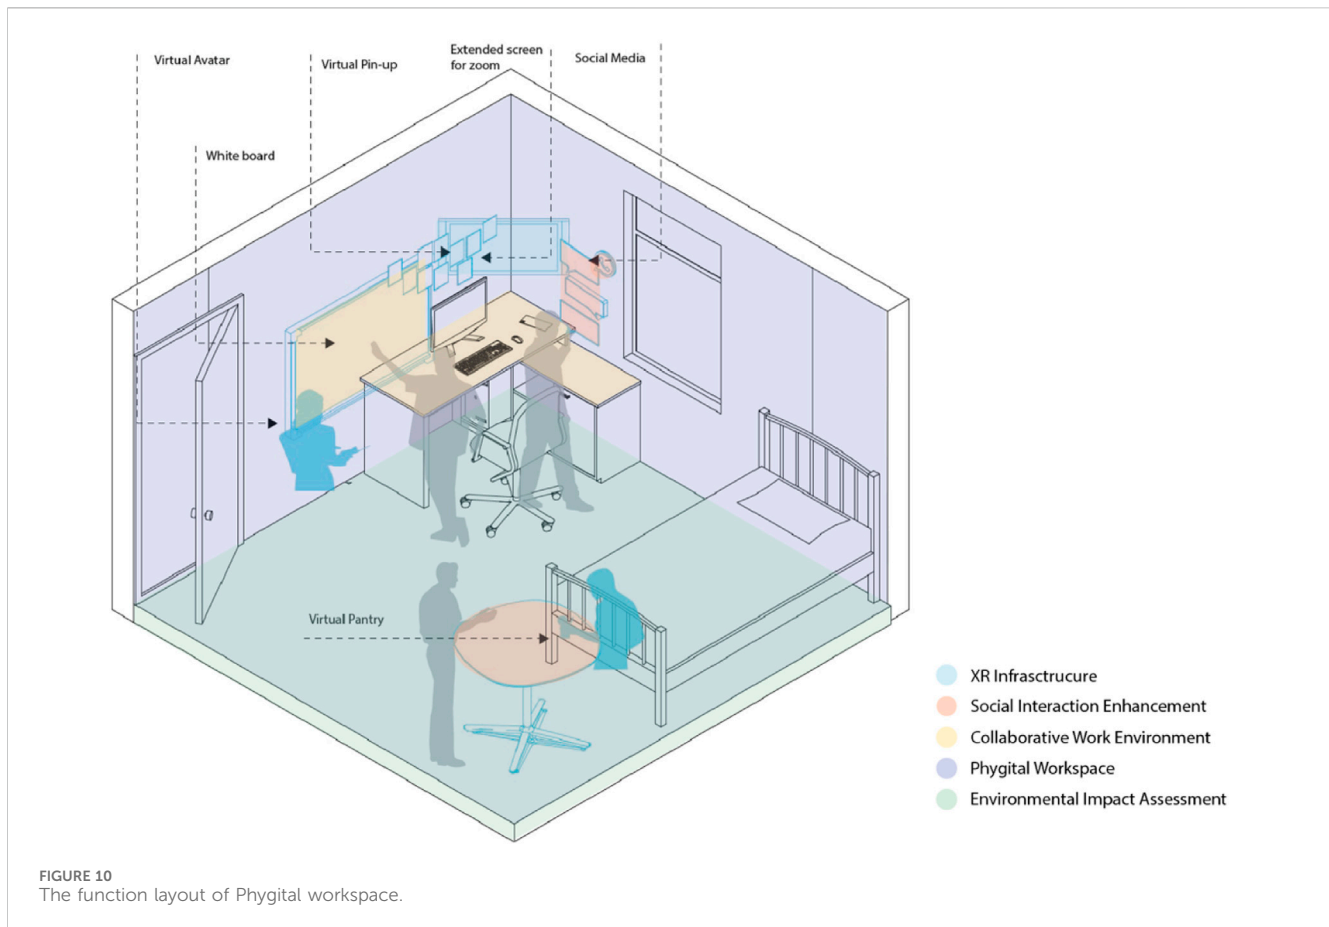 Virtual Avatar
Virtual Pin-up
Extended screen
for zoom
Social Media
White board
Virtual Pantry
XR Infrasctrucure
Social Interaction Enhancement
Collaborative Work Environment
Phygital Workspace
Environmental Impact Assessment
FIGURE 10
The function layout of Phygital workspace.